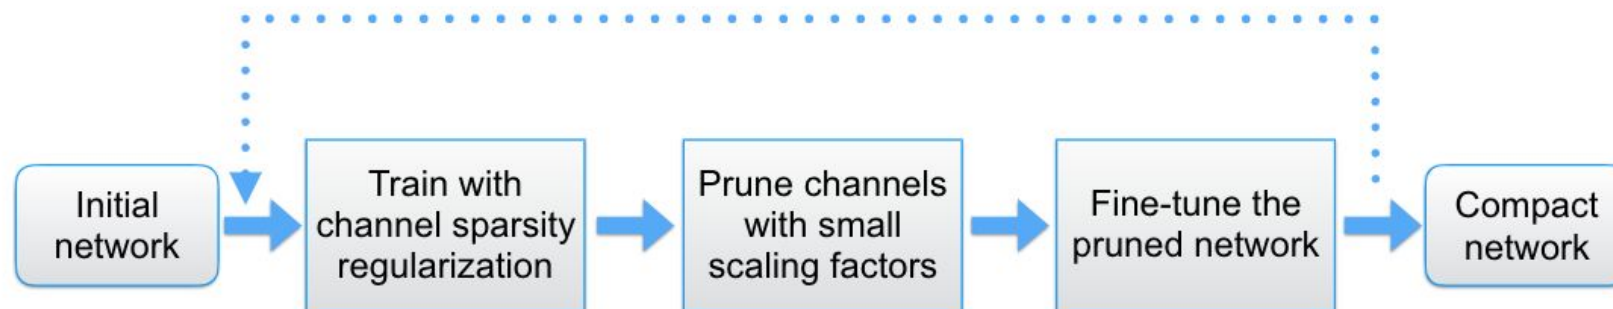 Initial
network
Train with
channel sparsity
regularization
Prune channels
with small
scaling factors
Fine-tune the
pruned network
Compact
network